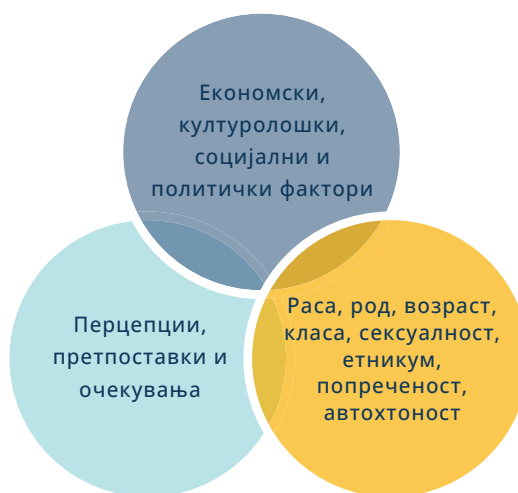 Економски,
културолошки,
социјални и
политички фактори
Перцепции,
претпоставки и
очекувања
Раса, род, возраст,
класа, сексуалност,
етникум,
попреченост,
автохтоност